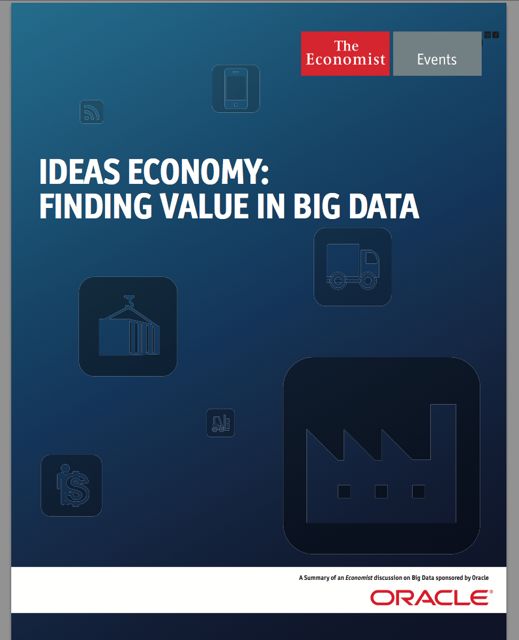 The
Economist
Events
IDEAS ECONOMY:
FINDING VALUE IN BIG DATA
$
A Summary of an Economist discussion on Big Data sponsored by Oracle
ORACLE®